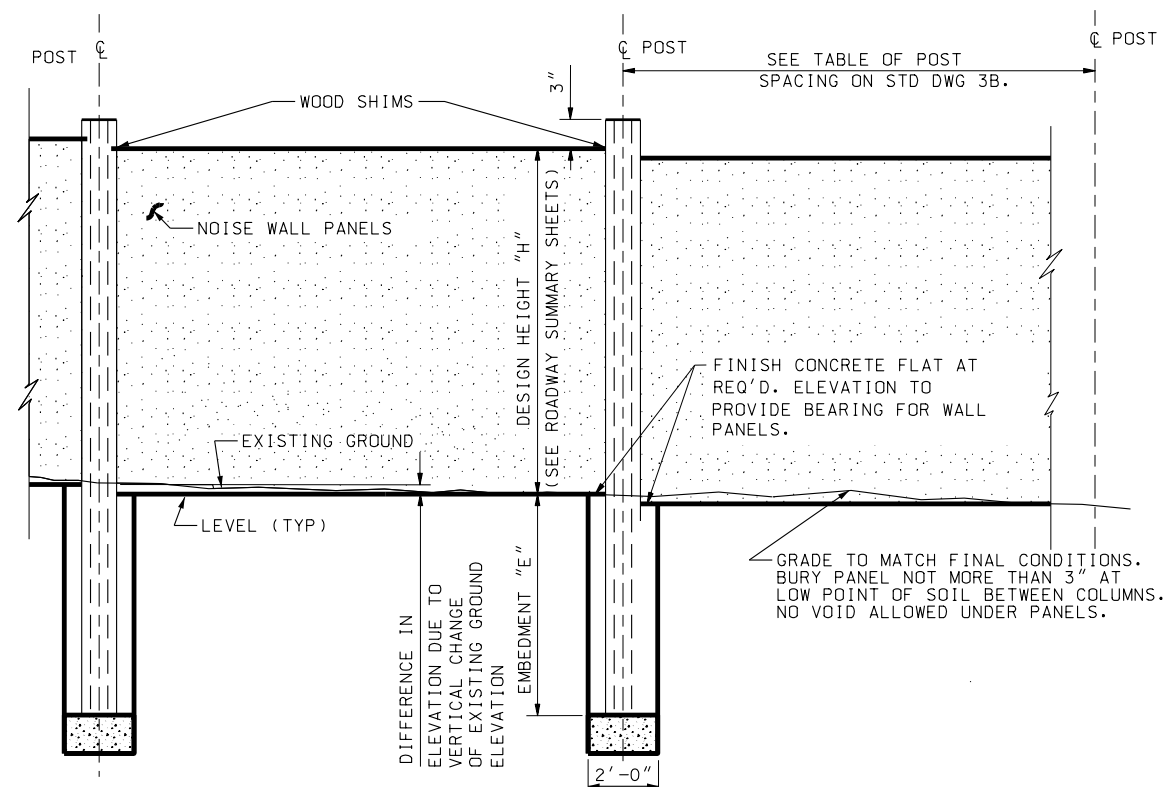 POST ℄
℄ POST
℄ POST
SEE TABLE OF POST
SPACING ON STD DWG 3B.
3"
WOOD SHIMS
NOISE WALL PANELS
DESIGN HEIGHT "H"
(SEE ROADWAY SUMMARY SHEETS)
FINISH CONCRETE FLAT AT
REQ'D. ELEVATION TO
PROVIDE BEARING FOR WALL
PANELS.
EXISTING GROUND
LEVEL (TYP)
DIFFERENCE IN
ELEVATION DUE TO
VERTICAL CHANGE
OF EXISTING GROUND
ELEVATION
EMBEDMENT "E"
GRADE TO MATCH FINAL CONDITIONS.
BURY PANEL NOT MORE THAN 3" AT
LOW POINT OF SOIL BETWEEN COLUMNS.
NO VOID ALLOWED UNDER PANELS.
2'-0"